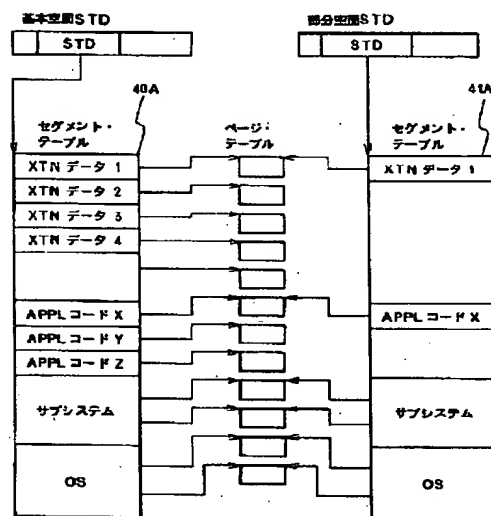 基本空間STD
部分空間STD
STD
STD
40A
41A
セグメント・
テーブル
ページ・
テーブル
セグメント・
テーブル
XTN データ 1
XTN データ 2
XTN データ 3
XTN データ 4
APPL コード X
APPL コード Y
APPL コード Z
サブシステム
OS
XTN データ 1
APPL コード X
サブシステム
OS